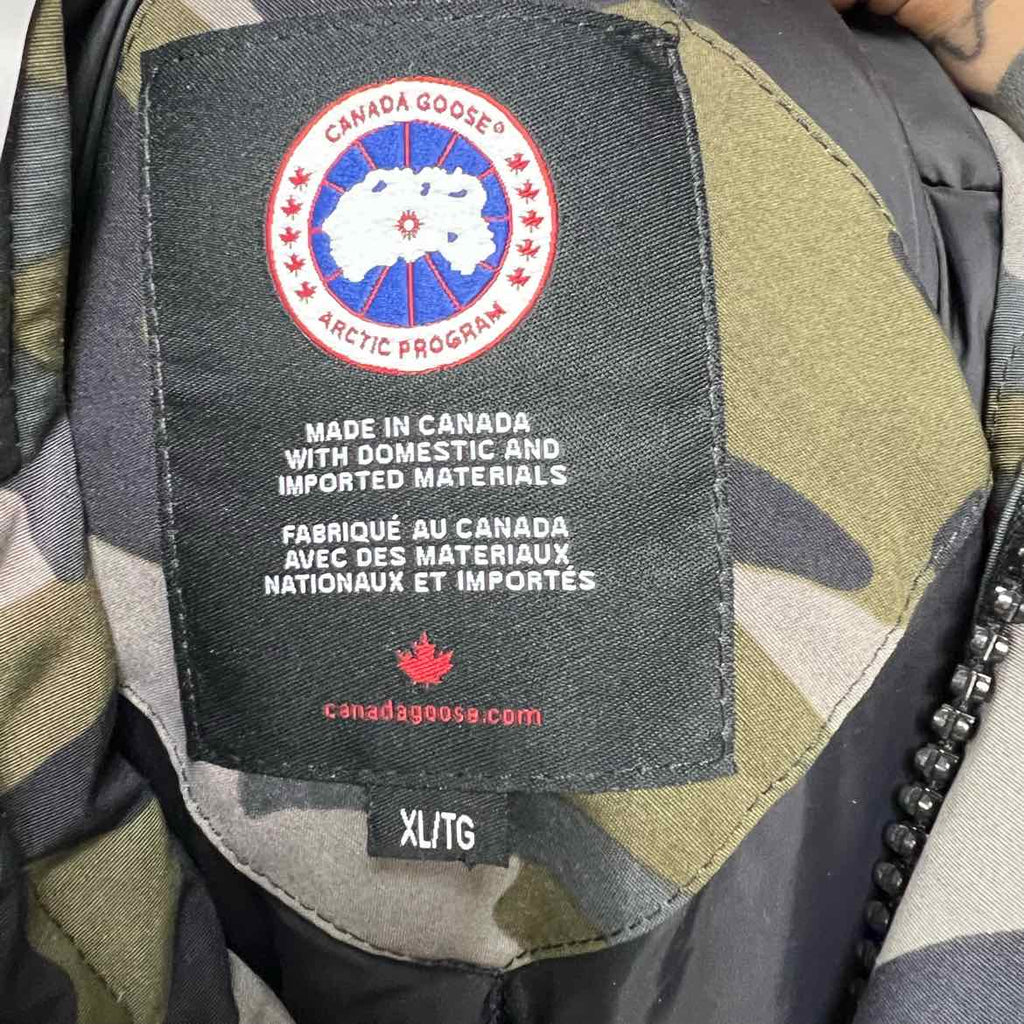 CANADA GOOSE®
ARCTIC PROGRAM
MADE IN CANADA
WITH DOMESTIC AND
IMPORTED MATERIALS
FABRIQUÉ AU CANADA
AVEC DES MATERIAUX
NATIONAUX ET IMPORTÉS
canadagoose.com
XL/TG